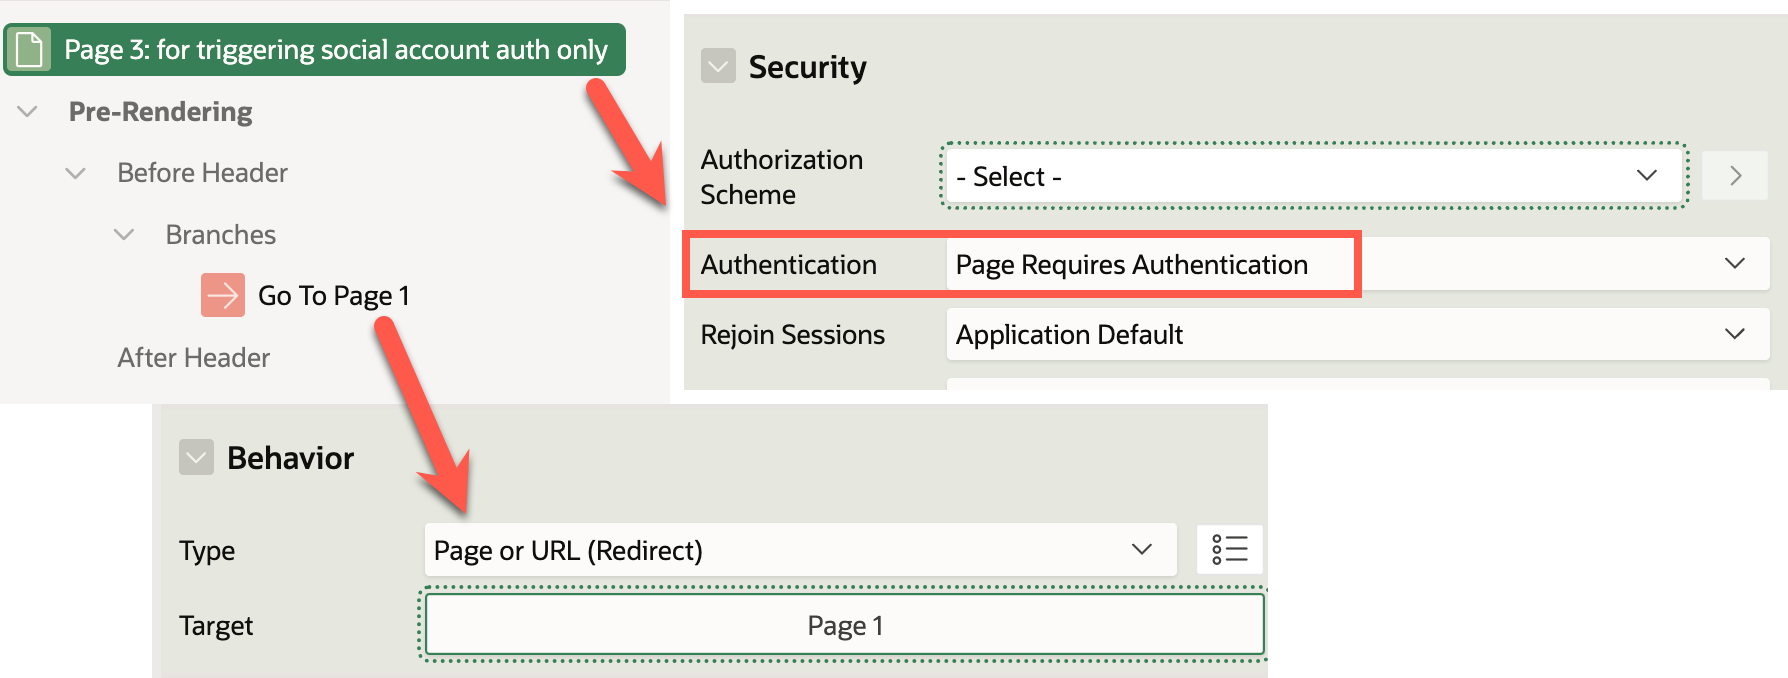 Page 3: for triggering social account auth only
Pre-Rendering
Before Header
Branches
Go To Page 1
After Header
Security
Authorization
Scheme
- Select -
Authentication
Page Requires Authentication
Rejoin Sessions
Application Default
Behavior
Type
Page or URL (Redirect)
Target
Page 1